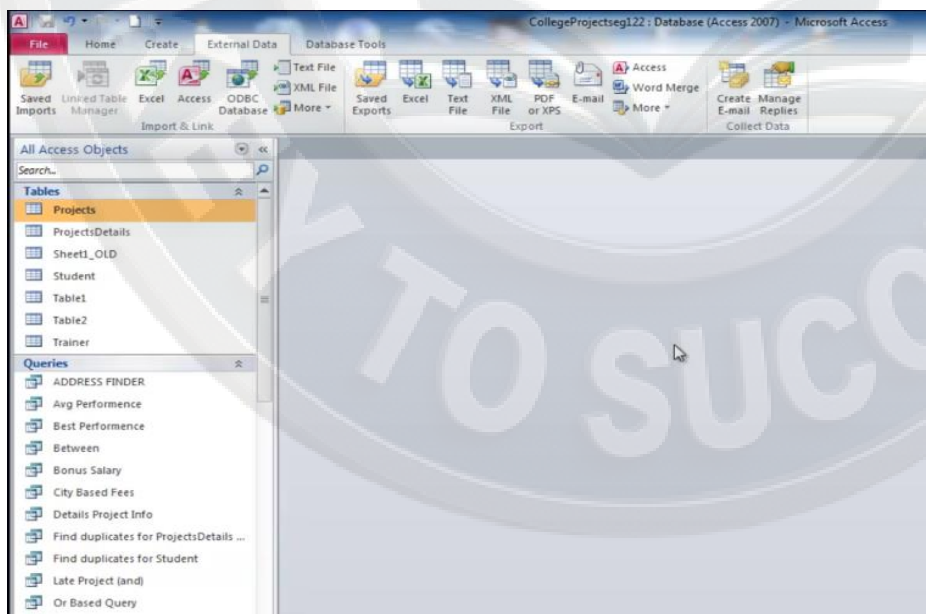 CollegeProjectseg122 : Database (Access 2007) - Microsoft Access
File Home Create External Data Database Tools
Saved Imports
Linked Table Manager
Excel
Access
ODBC Database
Text File
XML File
More
Import & Link
Saved Exports
Excel
Text File
XML File
PDF or XPS
E-mail
Access
Word Merge
More
Export
Create E-mail
Manage Replies
Collect Data
All Access Objects
Search...
Tables
Projects
ProjectsDetails
Sheet1_OLD
Student
Table1
Table2
Trainer
Queries
ADDRESS FINDER
Avg Performence
Best Performence
Between
Bonus Salary
City Based Fees
Details Project Info
Find duplicates for ProjectsDetails ...
Find duplicates for Student
Late Project (and)
Or Based Query
TO SUCC